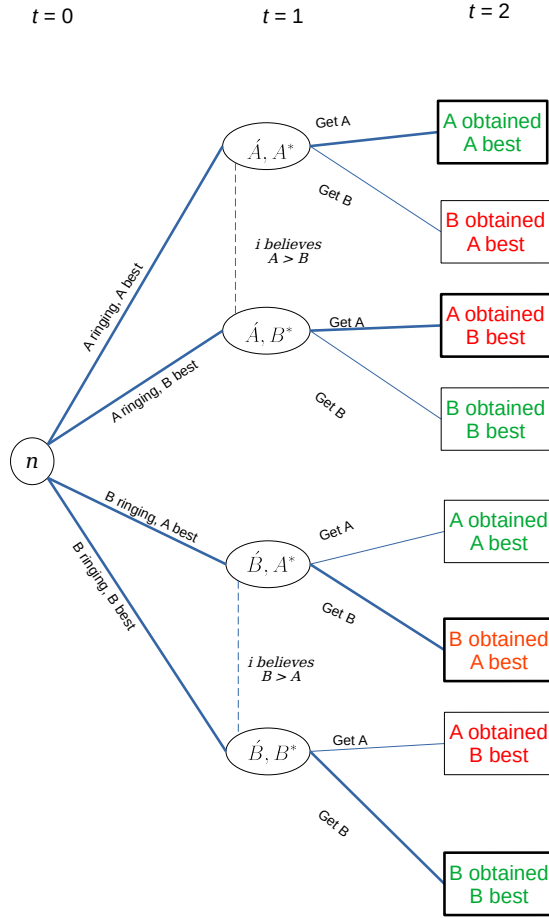 t = 0
t = 1
t = 2
Get A
A obtained
A best
Á, A*
Get B
B obtained
A best
A ringing, A best
i believes
A > B
Get A
A obtained
B best
Á, B*
A ringing, B best
Get B
B obtained
B best
n
B ringing, A best
Get A
A obtained
A best
B́, A*
B ringing, B best
Get B
B obtained
A best
i believes
B > A
Get A
A obtained
B best
B́, B*
Get B
B obtained
B best